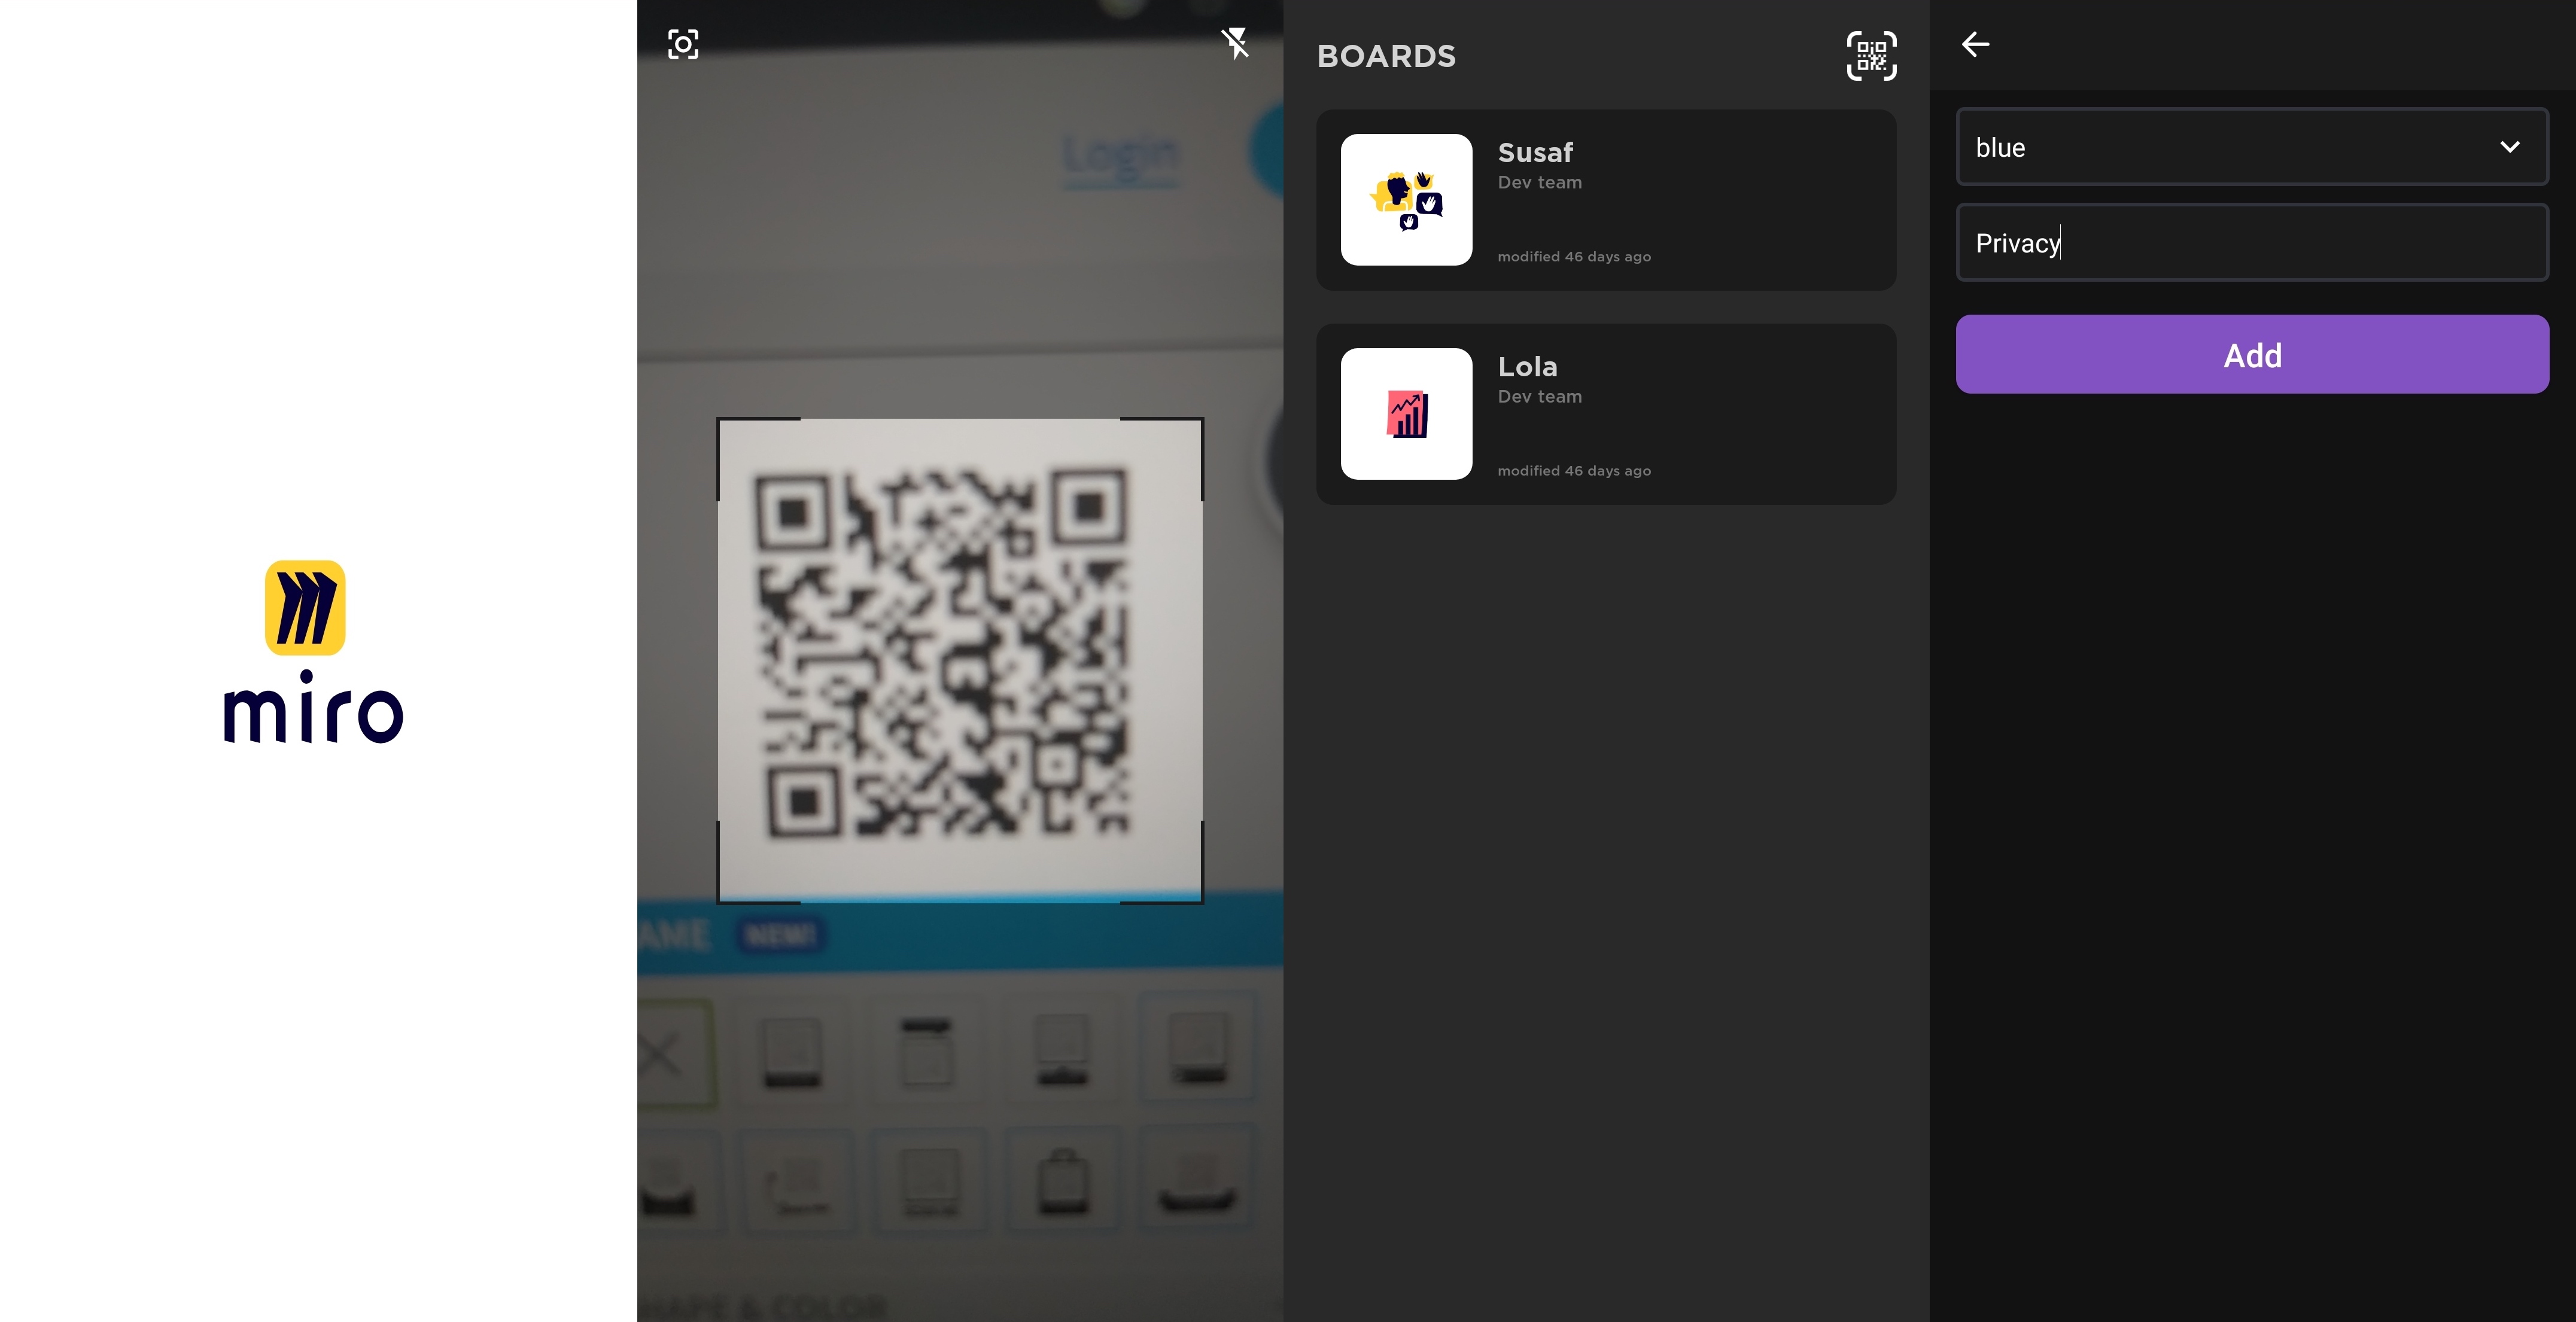 miro
Login
AME NEW!
SHAPE & COLOR
BOARDS
Susaf
Dev team
modified 46 days ago
Lola
Dev team
modified 46 days ago
blue
Privacy
Add